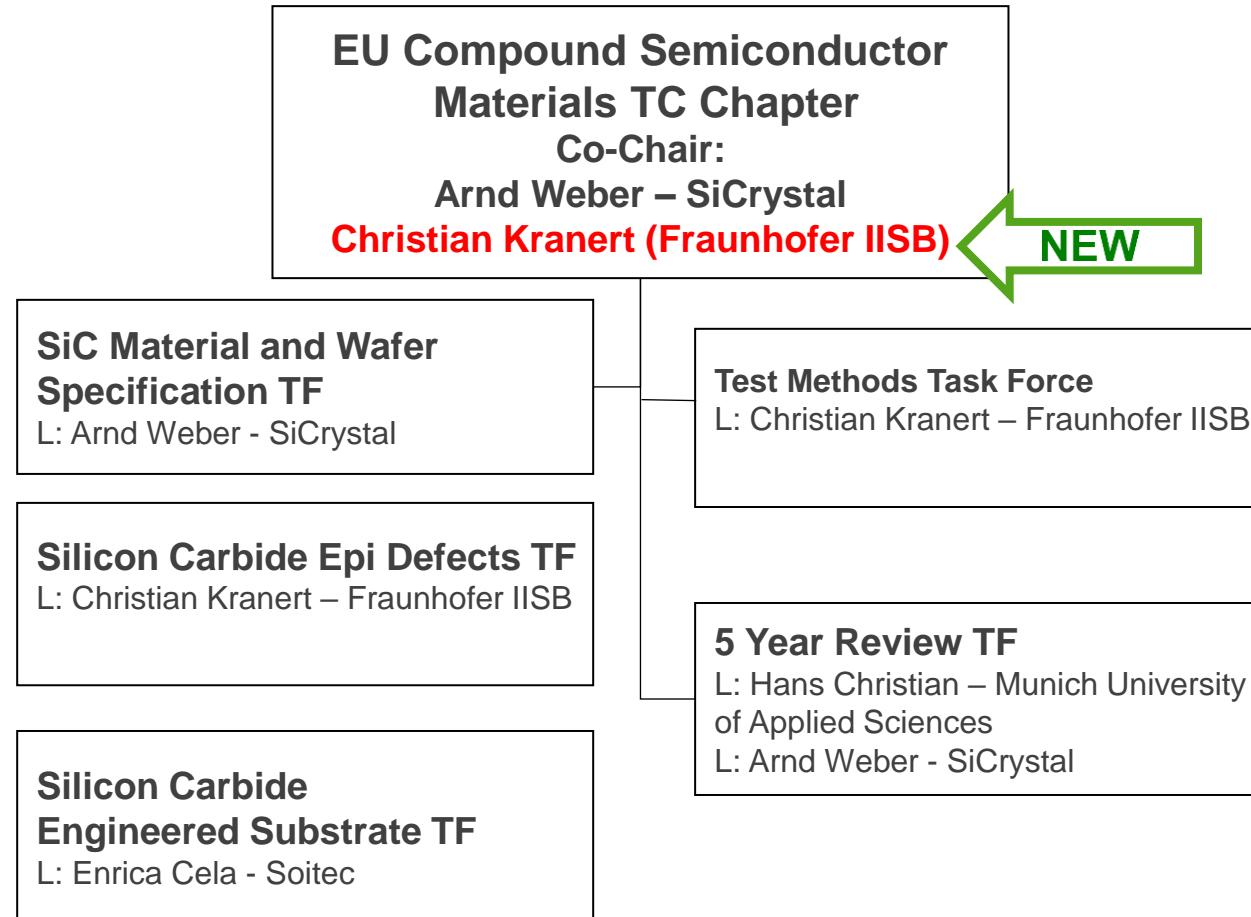 EU Compound Semiconductor
Materials TC Chapter
Co-Chair:
Arnd Weber – SiCrystal
Christian Kranert (Fraunhofer IISB)
NEW
SiC Material and Wafer
Specification TF
L: Arnd Weber - SiCrystal
Test Methods Task Force
L: Christian Kranert – Fraunhofer IISB
Silicon Carbide Epi Defects TF
L: Christian Kranert – Fraunhofer IISB
5 Year Review TF
L: Hans Christian – Munich University
of Applied Sciences
L: Arnd Weber - SiCrystal
Silicon Carbide
Engineered Substrate TF
L: Enrica Cela - Soitec